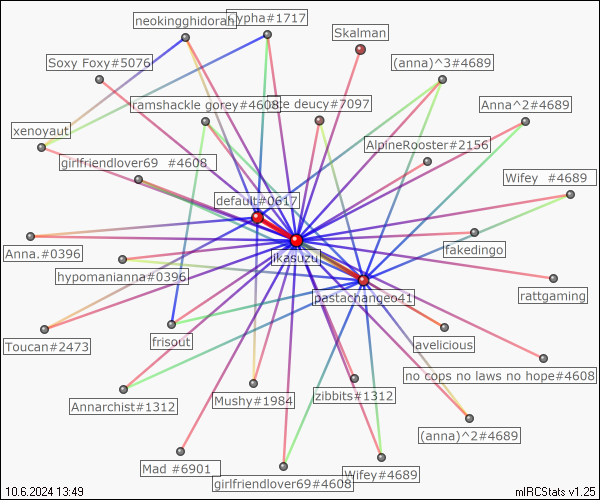 neokingghidorah
hypha#1717
Skalman
Soxy Foxy#5076
(anna)^3#4689
ramshackle gorey#4608
deucy#7097
Anna^2#4689
xenoyaut
AlpineRooster#2156
girlfriendlover69 #4608
Wifey #4689
default#0617
Anna.#0396
fakedingo
ikasuzu
hypomanianna#0396
rattgaming
pastachangeo41
Toucan#2473
frisout
avelicious
no cops no laws no hope#4608
Annarchist#1312
Mushy#1984
zibbits#1312
(anna)^2#4689
Mad #6901
Wifey#4689
girlfriendlover69#4608
10.6.2024 13:49
mIRCStats v1.25